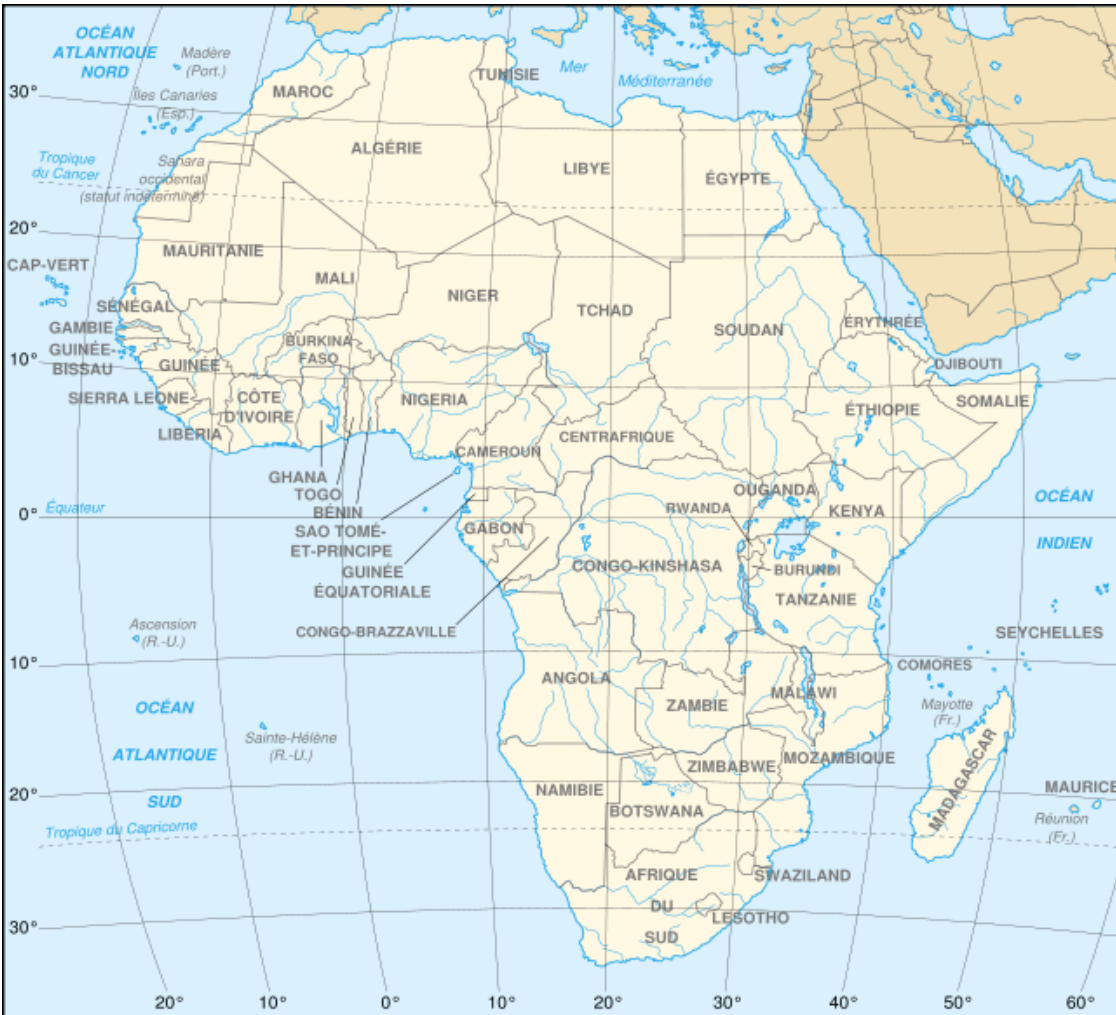 OCÉAN
ATLANTIQUE
NORD
Madère
(Port.)
Îles Canaries
(Esp.)
Mer
Méditerranée
TUNISIE
MAROC
30°
ALGÉRIE
LIBYE
ÉGYPTE
Tropique
du Cancer
Sahara
occidental
(statut indéterminé)
20°
MAURITANIE
CAP-VERT
MALI
NIGER
TCHAD
SOUDAN
ÉRYTHRÉE
SÉNÉGAL
GAMBIE
GUINÉE-
BISSAU
10°
GUINÉE
BURKINA
FASO
DJIBOUTI
SIERRA LEONE
CÔTE
D'IVOIRE
NIGERIA
ÉTHIOPIE
SOMALIE
LIBERIA
CAMEROUN
CENTRAFRIQUE
GHANA
TOGO
BÉNIN
SAO TOMÉ-
ET-PRINCIPE
GUINÉE
ÉQUATORIALE
CONGO-BRAZZAVILLE
Équateur
0°
GABON
RWANDA
OUGANDA
KENYA
OCÉAN
INDIEN
CONGO-KINSHASA
BURUNDI
TANZANIE
Ascension
(R.-U.)
SEYCHELLES
10°
ANGOLA
ZAMBIE
MALAWI
COMORES
Mayotte
(Fr.)
OCÉAN
ATLANTIQUE
SUD
Sainte-Hélène
(R.-U.)
ZIMBABWE
MOZAMBIQUE
MADAGASCAR
20°
NAMIBIE
BOTSWANA
MAURICE
Réunion
(Fr.)
Tropique du Capricorne
AFRIQUE
DU
SUD
SWAZILAND
LESOTHO
30°
20°
10°
0°
10°
20°
30°
40°
50°
60°